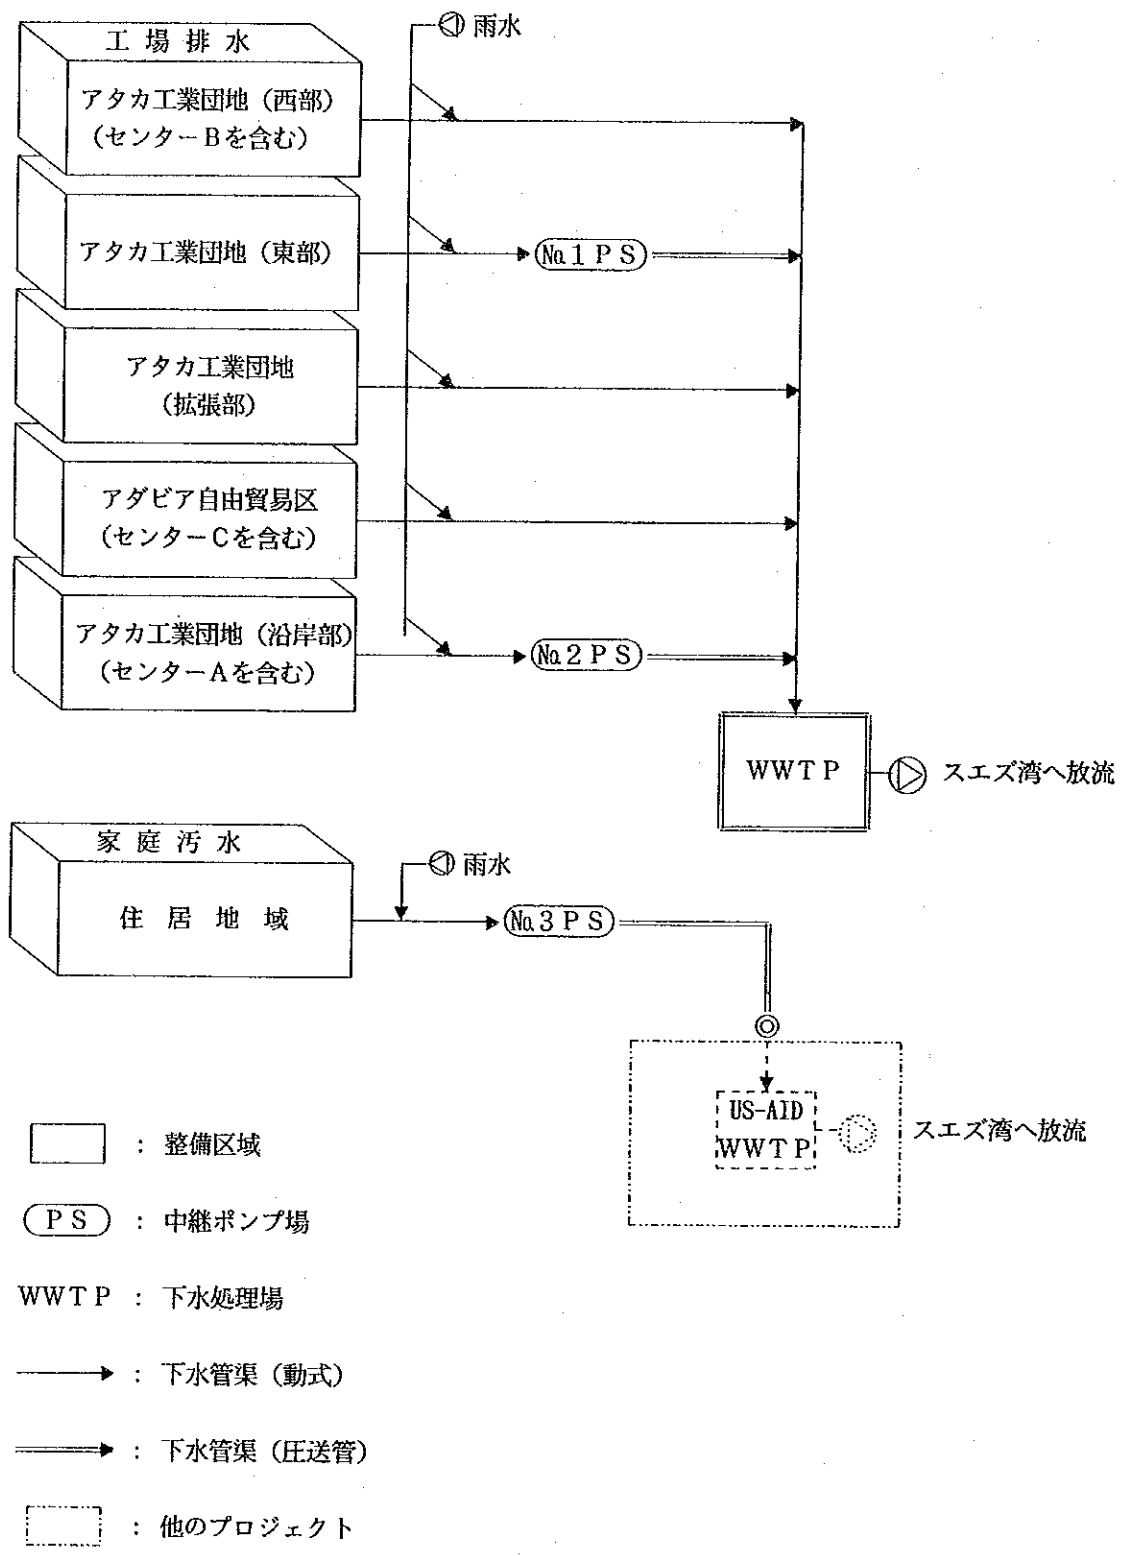 雨水
工場排水
アタカ工業団地（西部）
（センターBを含む）
アタカ工業団地（東部）
No.1PS
アタカ工業団地
（拡張部）
アダビア自由貿易区
（センターCを含む）
アタカ工業団地（沿岸部）
（センターAを含む）
No.2PS
WWTP
スエズ湾へ放流
家庭汚水
雨水
住居地域
No.3PS
US-AID
WWTP
スエズ湾へ放流
：整備区域
PS：中継ポンプ場
WWTP：下水処理場
：下水管渠（動式）
：下水管渠（圧送管）
：他のプロジェクト